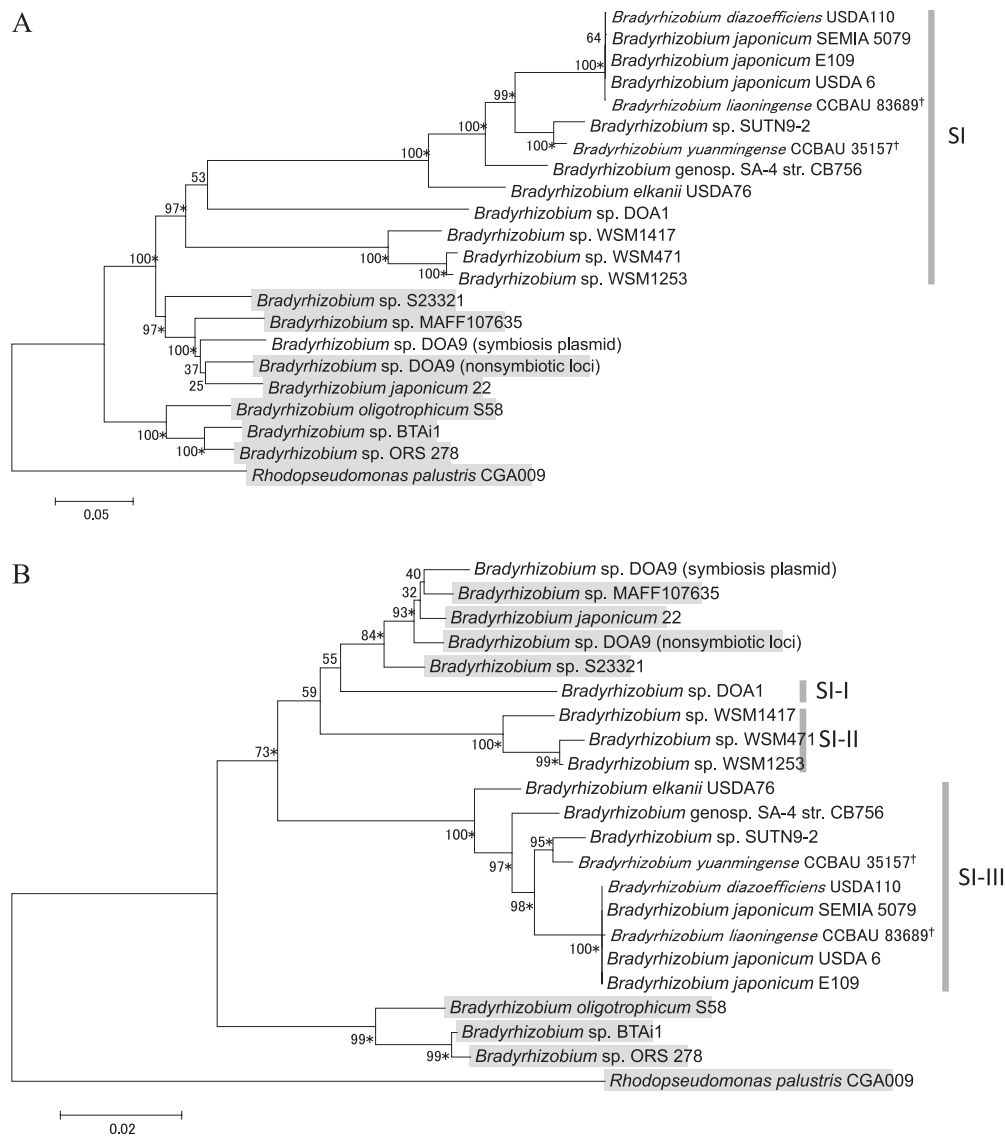 A
Bradyrhizobium diazoefficiens USDA110
64
Bradyrhizobium japonicum SEMIA 5079
Bradyrhizobium japonicum E109
100*
Bradyrhizobium japonicum USDA 6
99*
Bradyrhizobium liaoningense CCBAU 83689†
Bradyrhizobium sp. SUTN9-2
100*
100*
Bradyrhizobium yuanmingense CCBAU 35157†
SI
100*
Bradyrhizobium genosp. SA-4 str. CB756
53
Bradyrhizobium elkanii USDA76
97*
Bradyrhizobium sp. DOA1
Bradyrhizobium sp. WSM1417
100*
100*
Bradyrhizobium sp. WSM471
100*
Bradyrhizobium sp. WSM1253
Bradyrhizobium sp. S23321
97*
Bradyrhizobium sp. MAFF107635
100*
Bradyrhizobium sp. DOA9 (symbiosis plasmid)
37
Bradyrhizobium sp. DOA9 (nonsymbiotic loci)
25
Bradyrhizobium japonicum 22
Bradyrhizobium oligotrophicum S58
100*
Bradyrhizobium sp. BTAi1
100*
Bradyrhizobium sp. ORS 278
Rhodopseudomonas palustris CGA009
0.05
B
40
Bradyrhizobium sp. DOA9 (symbiosis plasmid)
32
Bradyrhizobium sp. MAFF107635
93*
Bradyrhizobium japonicum 22
84*
Bradyrhizobium sp. DOA9 (nonsymbiotic loci)
55
Bradyrhizobium sp. S23321
59
Bradyrhizobium sp. DOA1
SI-I
Bradyrhizobium sp. WSM1417
100*
73*
Bradyrhizobium sp. WSM471
SI-II
99*
Bradyrhizobium sp. WSM1253
Bradyrhizobium elkanii USDA76
100*
Bradyrhizobium genosp. SA-4 str. CB756
95*
Bradyrhizobium sp. SUTN9-2
97*
Bradyrhizobium yuanmingense CCBAU 35157†
SI-III
Bradyrhizobium diazoefficiens USDA110
98*
Bradyrhizobium japonicum SEMIA 5079
Bradyrhizobium liaoningense CCBAU 83689†
100*
Bradyrhizobium japonicum USDA 6
Bradyrhizobium japonicum E109
Bradyrhizobium oligotrophicum S58
99*
Bradyrhizobium sp. BTAi1
99*
Bradyrhizobium sp. ORS 278
Rhodopseudomonas palustris CGA009
0.02